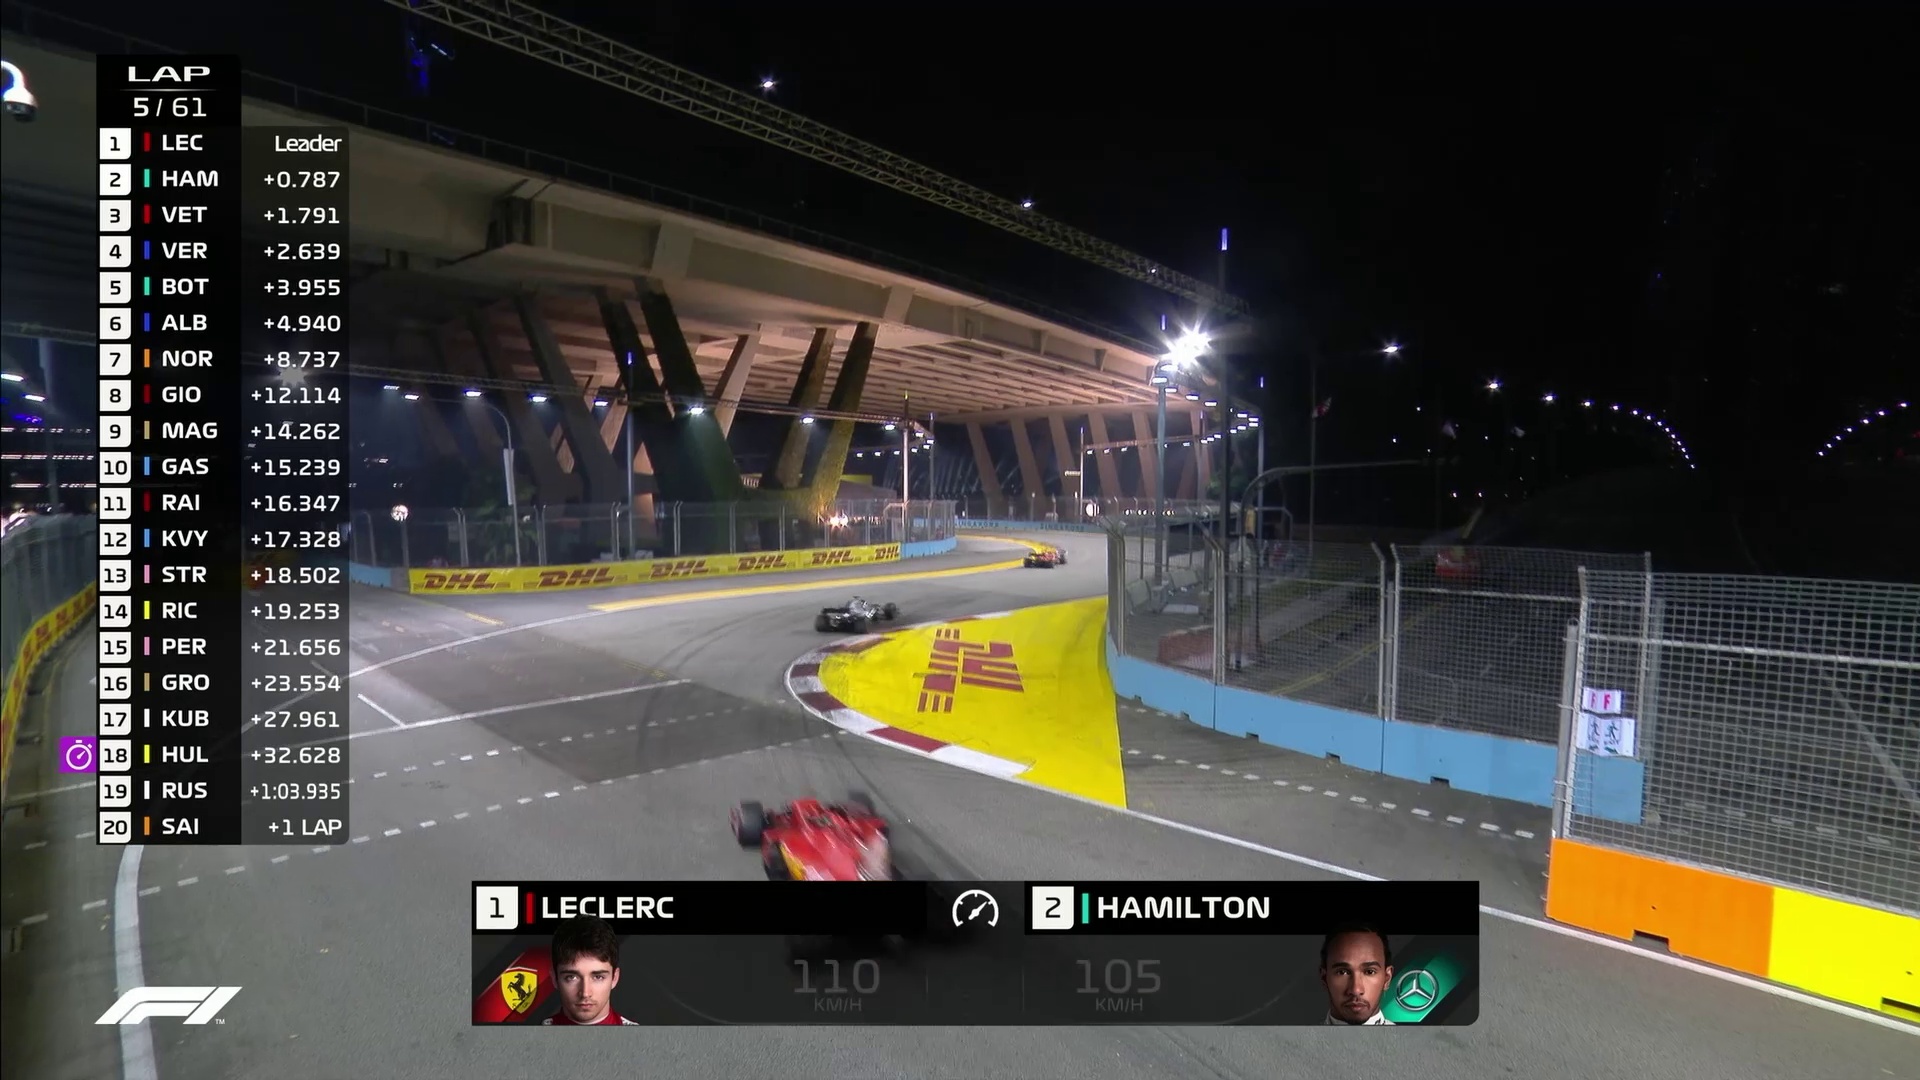 LAP
5 / 61
1 LEC Leader
2 HAM +0.787
3 VET +1.791
4 VER +2.639
5 BOT +3.955
6 ALB +4.940
7 NOR +8.737
8 GIO +12.114
9 MAG +14.262
10 GAS +15.239
11 RAI +16.347
12 KVY +17.328
13 STR +18.502
14 RIC +19.253
15 PER +21.656
16 GRO +23.554
17 KUB +27.961
18 HUL +32.628
19 RUS +1:03.935
20 SAI +1 LAP
DHL DHL DHL DHL DHL
DHL
DHL
F F
1 LECLERC
2 HAMILTON
110
KM/H
105
KM/H
F1
TM